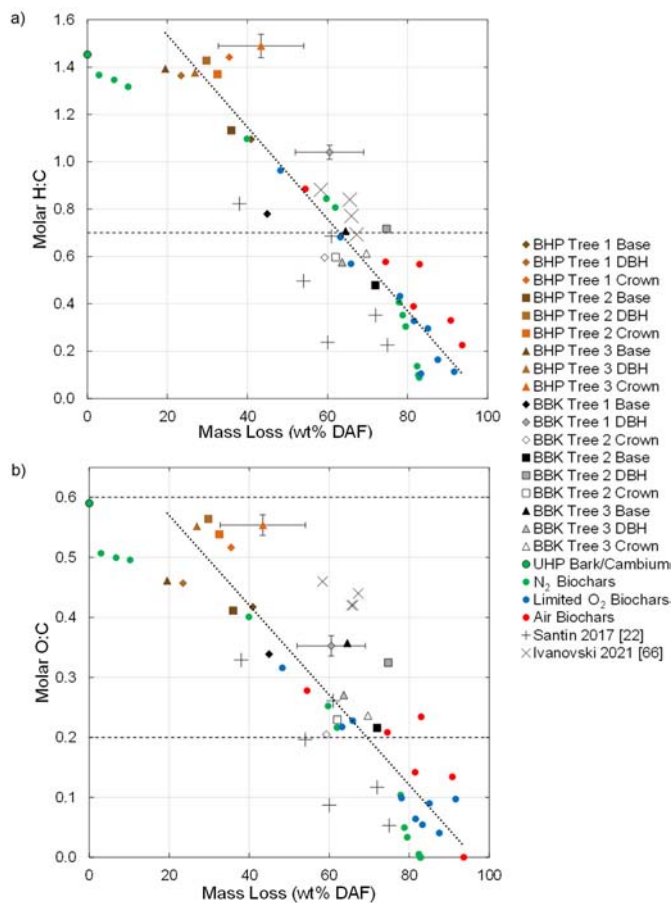 a)
1.6
1.4
1.2
1.0
0.8
0.6
0.4
0.2
0.0
Molar H:C
0 20 40 60 80 100
Mass Loss (wt% DAF)
b)
0.6
0.5
0.4
0.3
0.2
0.1
0.0
Molar O:C
0 20 40 60 80 100
Mass Loss (wt% DAF)
BHP Tree 1 Base
BHP Tree 1 DBH
BHP Tree 1 Crown
BHP Tree 2 Base
BHP Tree 2 DBH
BHP Tree 2 Crown
BHP Tree 3 Base
BHP Tree 3 DBH
BHP Tree 3 Crown
BBK Tree 1 Base
BBK Tree 1 DBH
BBK Tree 2 Crown
BBK Tree 2 Base
BBK Tree 2 DBH
BBK Tree 2 Crown
BBK Tree 3 Base
BBK Tree 3 DBH
BBK Tree 3 Crown
UHP Bark/Cambium
N₂ Biochars
Limited O₂ Biochars
Air Biochars
Santin 2017 [22]
Ivanovski 2021 [66]